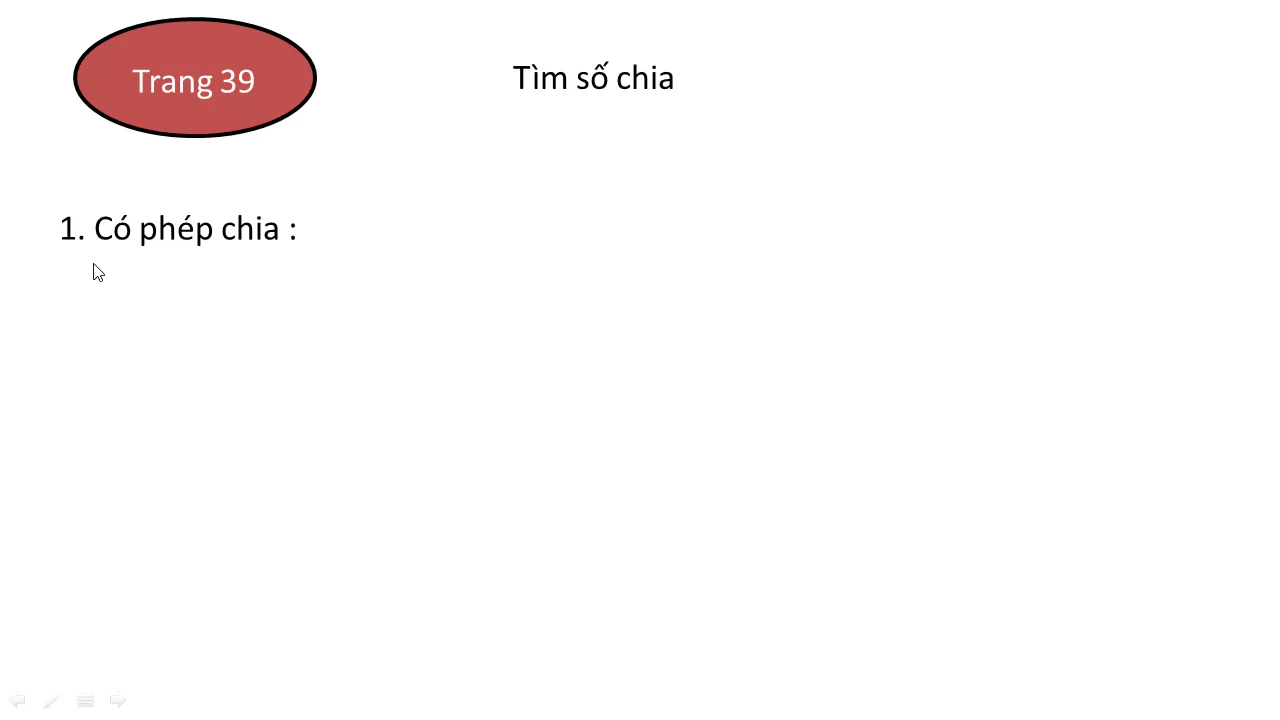 Trang 39
Tìm số chia
1. Có phép chia :